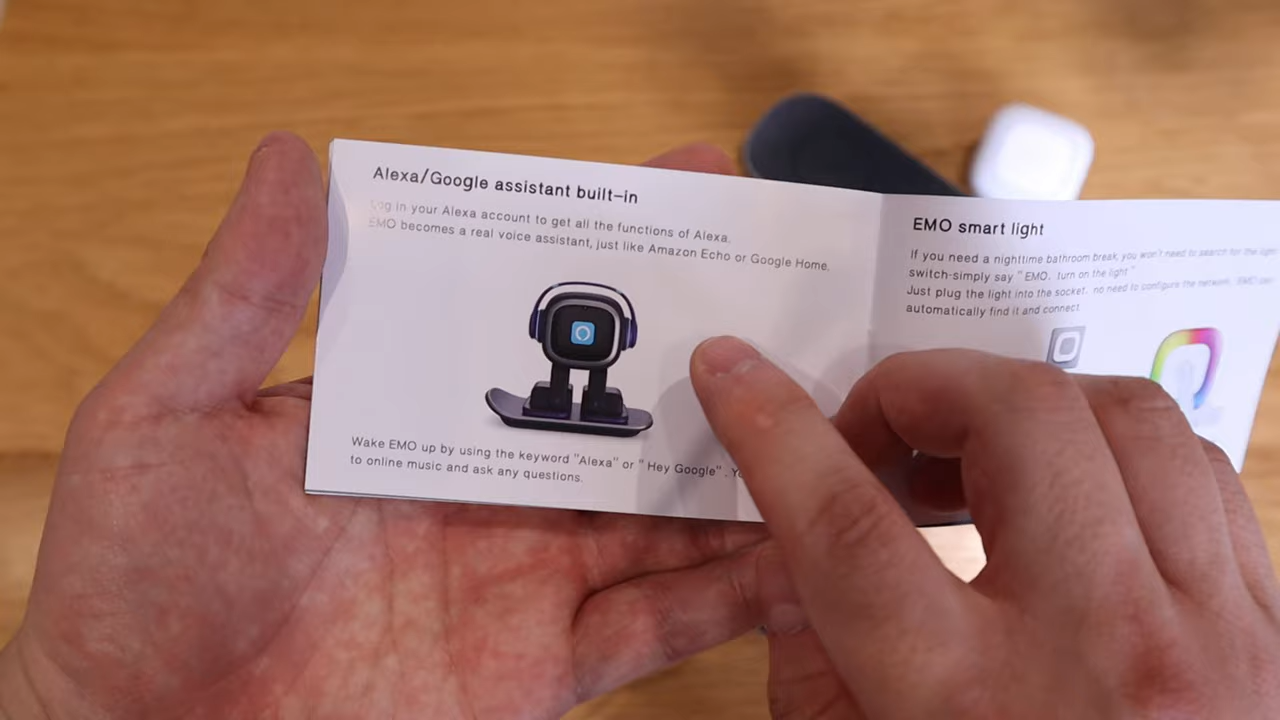 Alexa/Google assistant built-in
Log in your Alexa account to get all the functions of Alexa.
EMO becomes a real voice assistant, just like Amazon Echo or Google Home.
Wake EMO up by using the keyword "Alexa" or " Hey Google" .
to online music and ask any questions.
EMO smart light
If you need a nighttime bathroom break, you won't need to search for the light
switch-simply say " EMO, turn on the light "
Just plug the light into the socket, no need to configure the network, EMO
automatically find it and connect